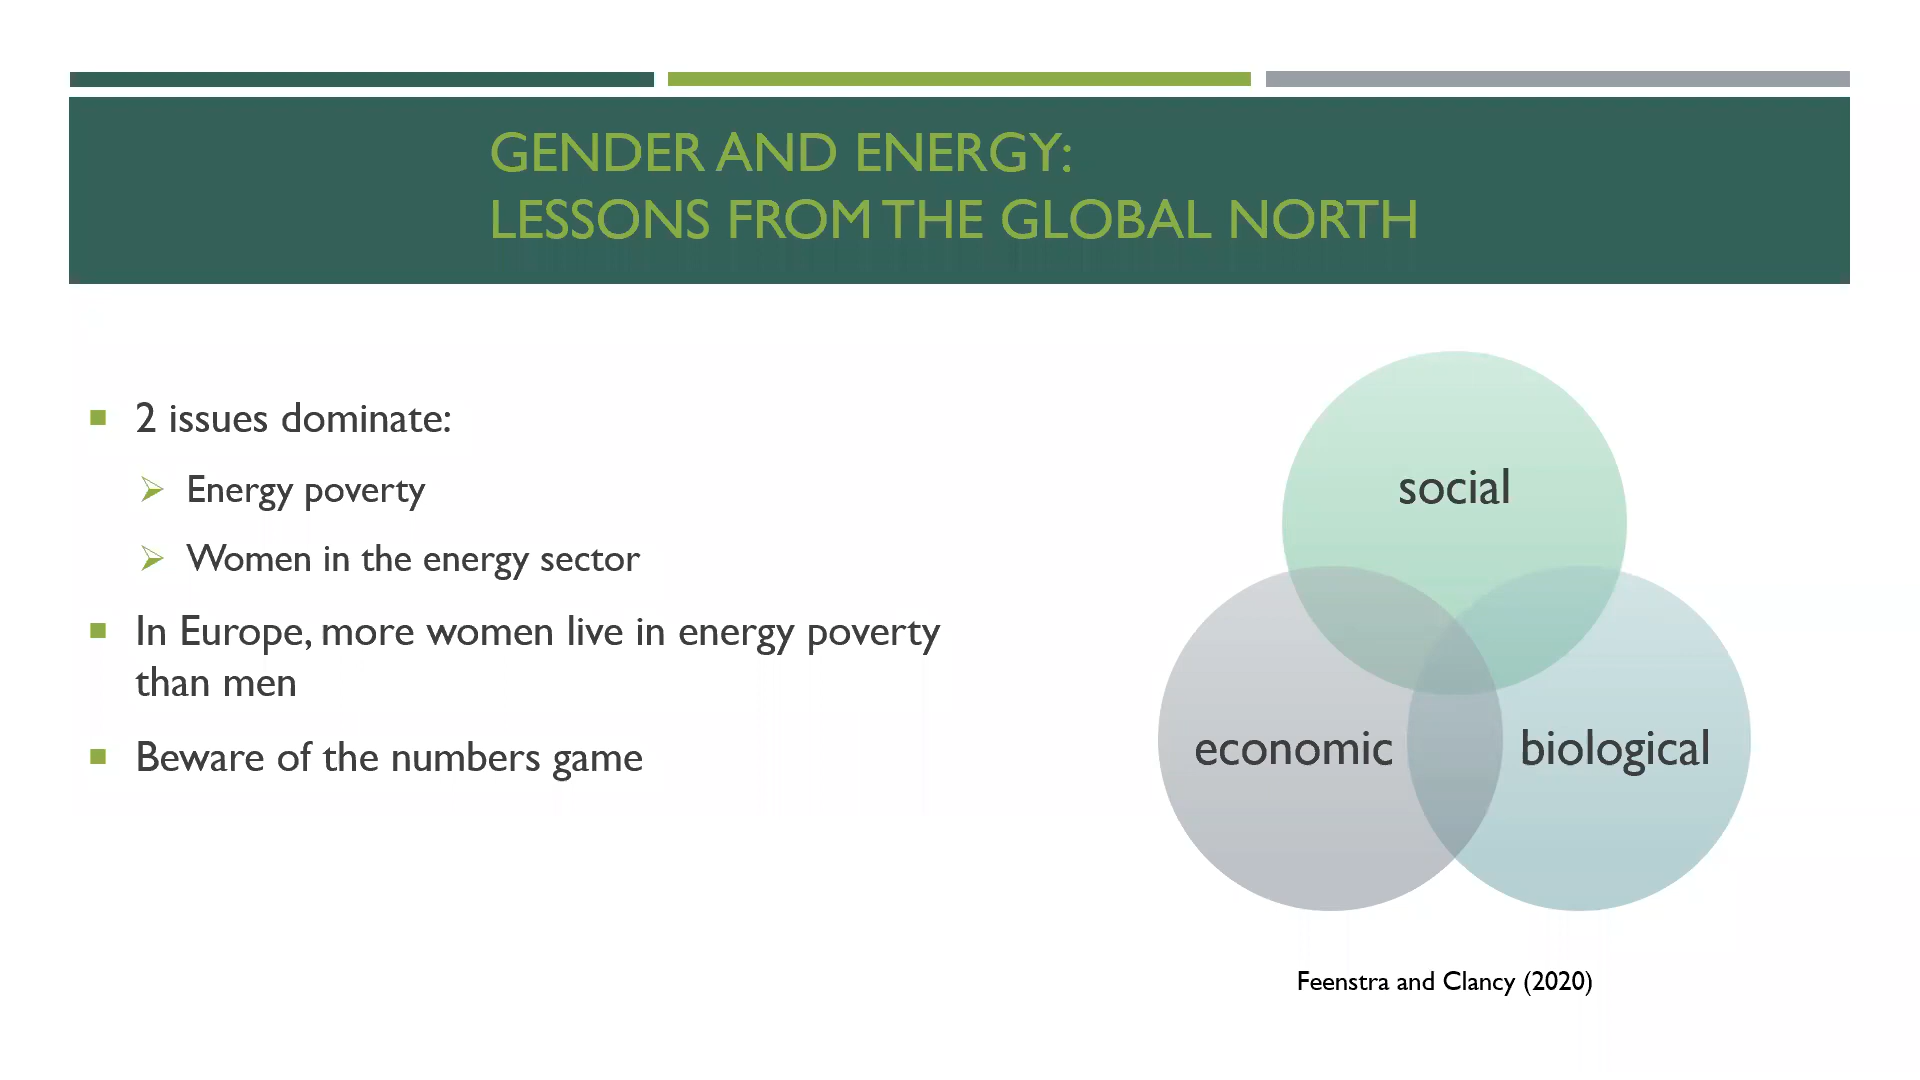 GENDER AND ENERGY:
LESSONS FROM THE GLOBAL NORTH
2 issues dominate:
Energy poverty
Women in the energy sector
In Europe, more women live in energy poverty
than men
Beware of the numbers game
social
economic
biological
Feenstra and Clancy (2020)